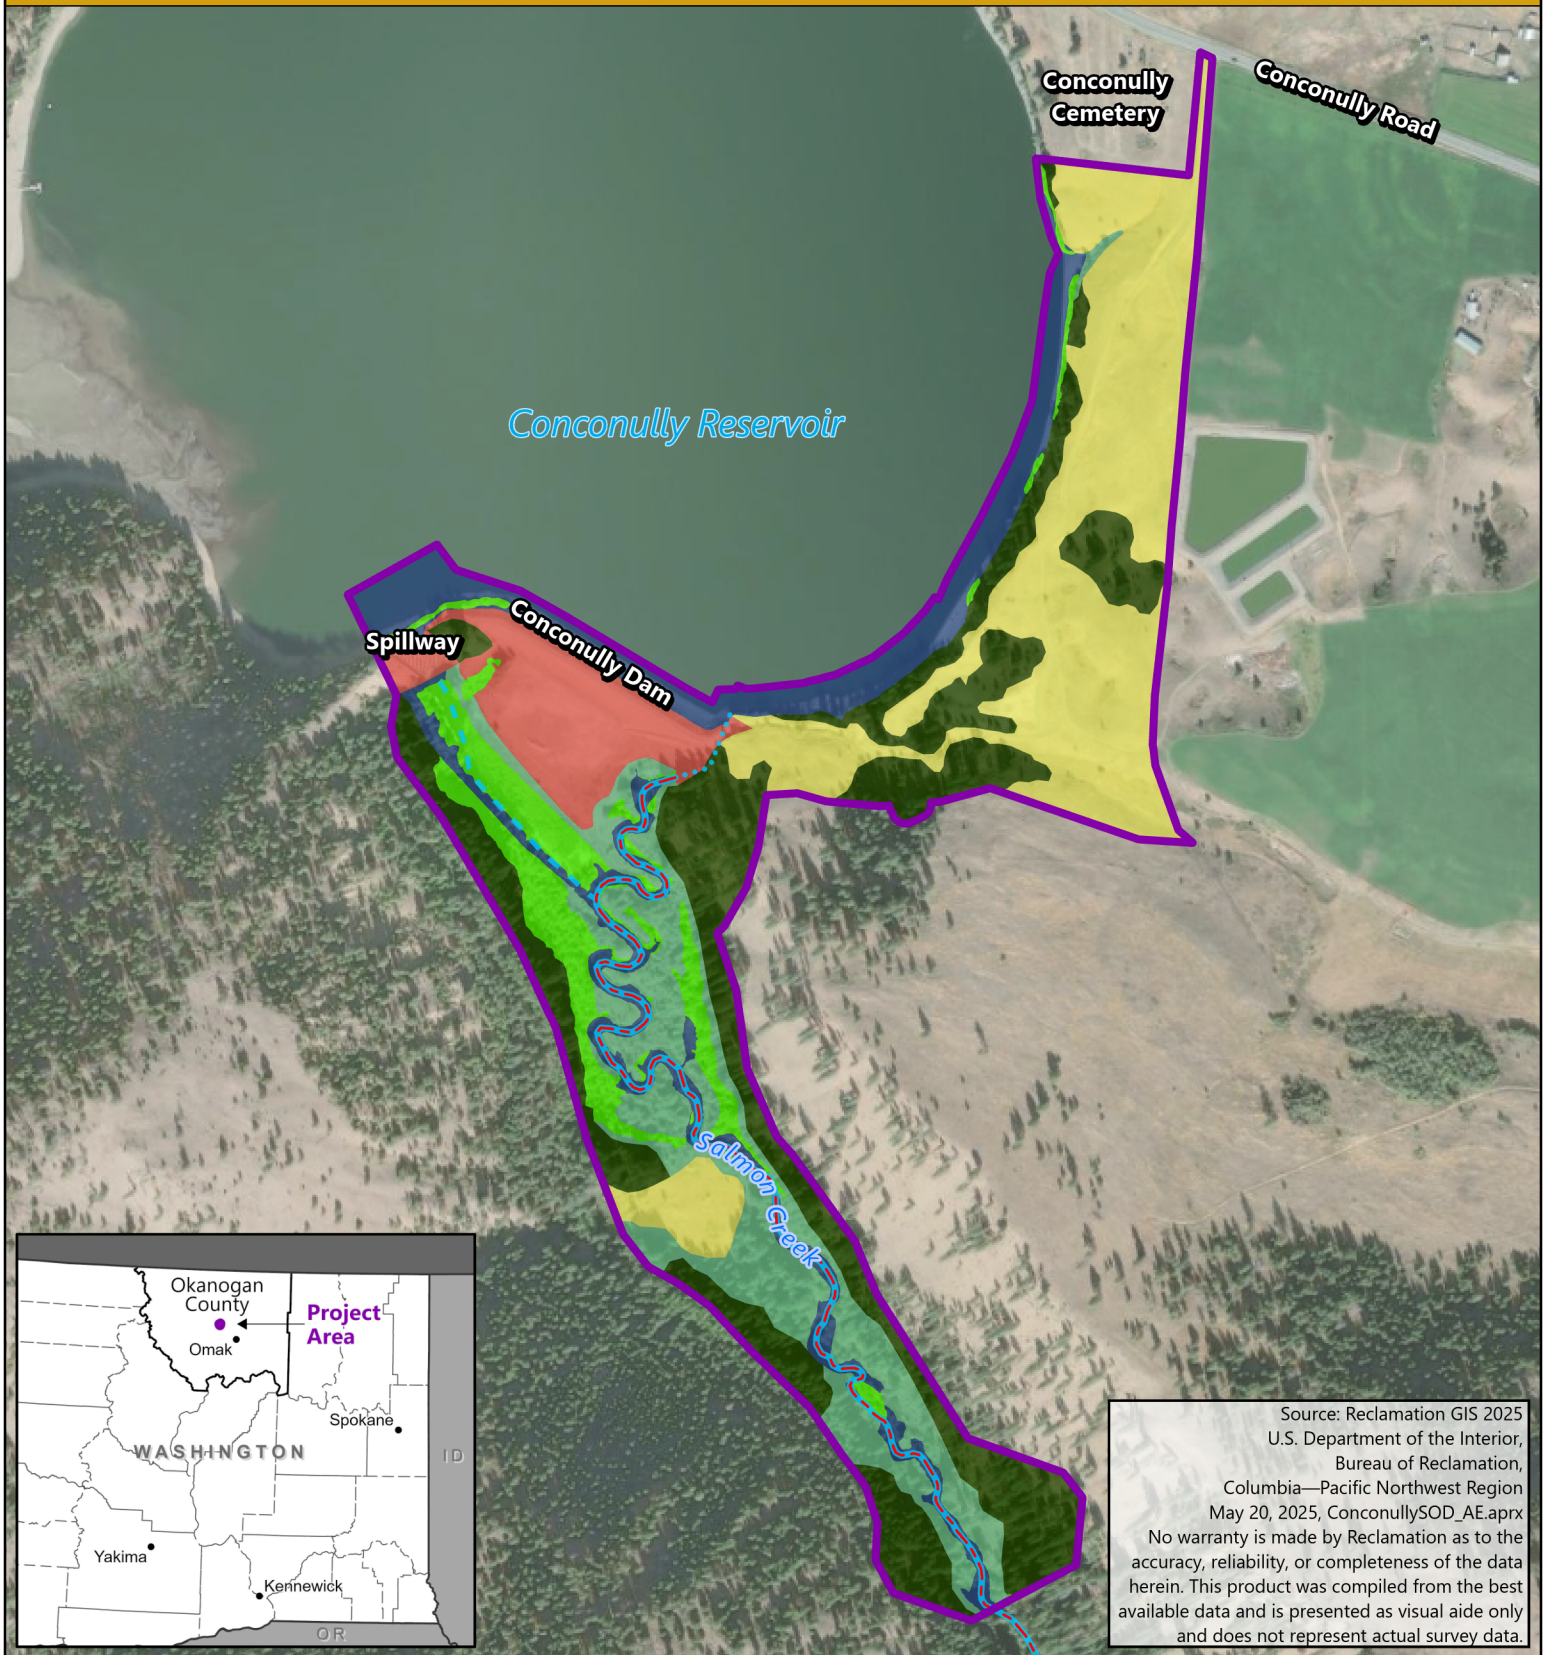 Conconully
Cemetery
Conconully Road
Conconully Reservoir
Spillway
Conconully Dam
Salmon Creek
Okanogan
County
Project
Area
Omak
Spokane
WASHINGTON
ID
Yakima
Kennewick
OR
Source: Reclamation GIS 2025
U.S. Department of the Interior,
Bureau of Reclamation,
Columbia—Pacific Northwest Region
May 20, 2025, ConconullySOD_AE.aprx
No warranty is made by Reclamation as to the
accuracy, reliability, or completeness of the data
herein. This product was compiled from the best
available data and is presented as visual aide only
and does not represent actual survey data.